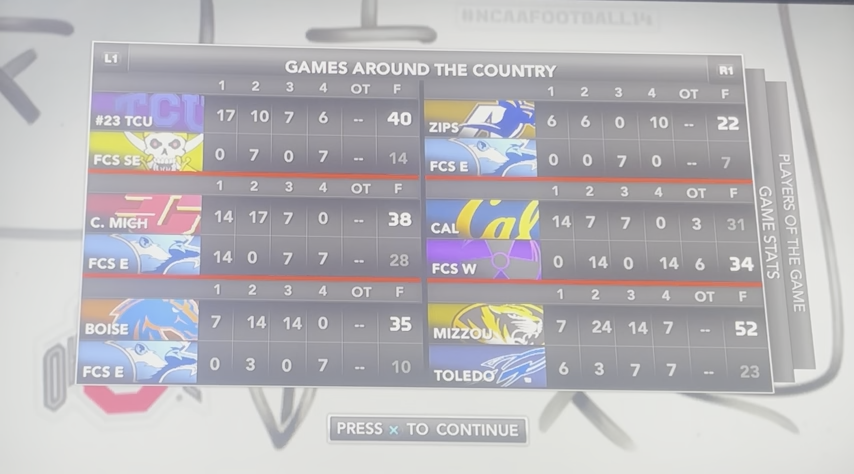 #NCAAFOOTBALL14
L1 GAMES AROUND THE COUNTRY R1
1 2 3 4 OT F
#23 TCU 17 10 7 6 -- 40
FCS SE 0 7 0 7 -- 14
1 2 3 4 OT F
C. MICH 14 17 7 0 -- 38
FCS E 14 0 7 7 -- 28
1 2 3 4 OT F
BOISE 7 14 14 0 -- 35
FCS E 0 3 0 7 -- 10
1 2 3 4 OT F
ZIPS 6 6 0 10 -- 22
FCS E 0 0 7 0 -- 7
1 2 3 4 OT F
CAL Cal 14 7 7 0 3 31
FCS W 0 14 0 14 6 34
1 2 3 4 OT F
MIZZOU 7 24 14 7 -- 52
TOLEDO 6 3 7 7 -- 23
GAME STATS
PLAYERS OF THE GAME
PRESS × TO CONTINUE